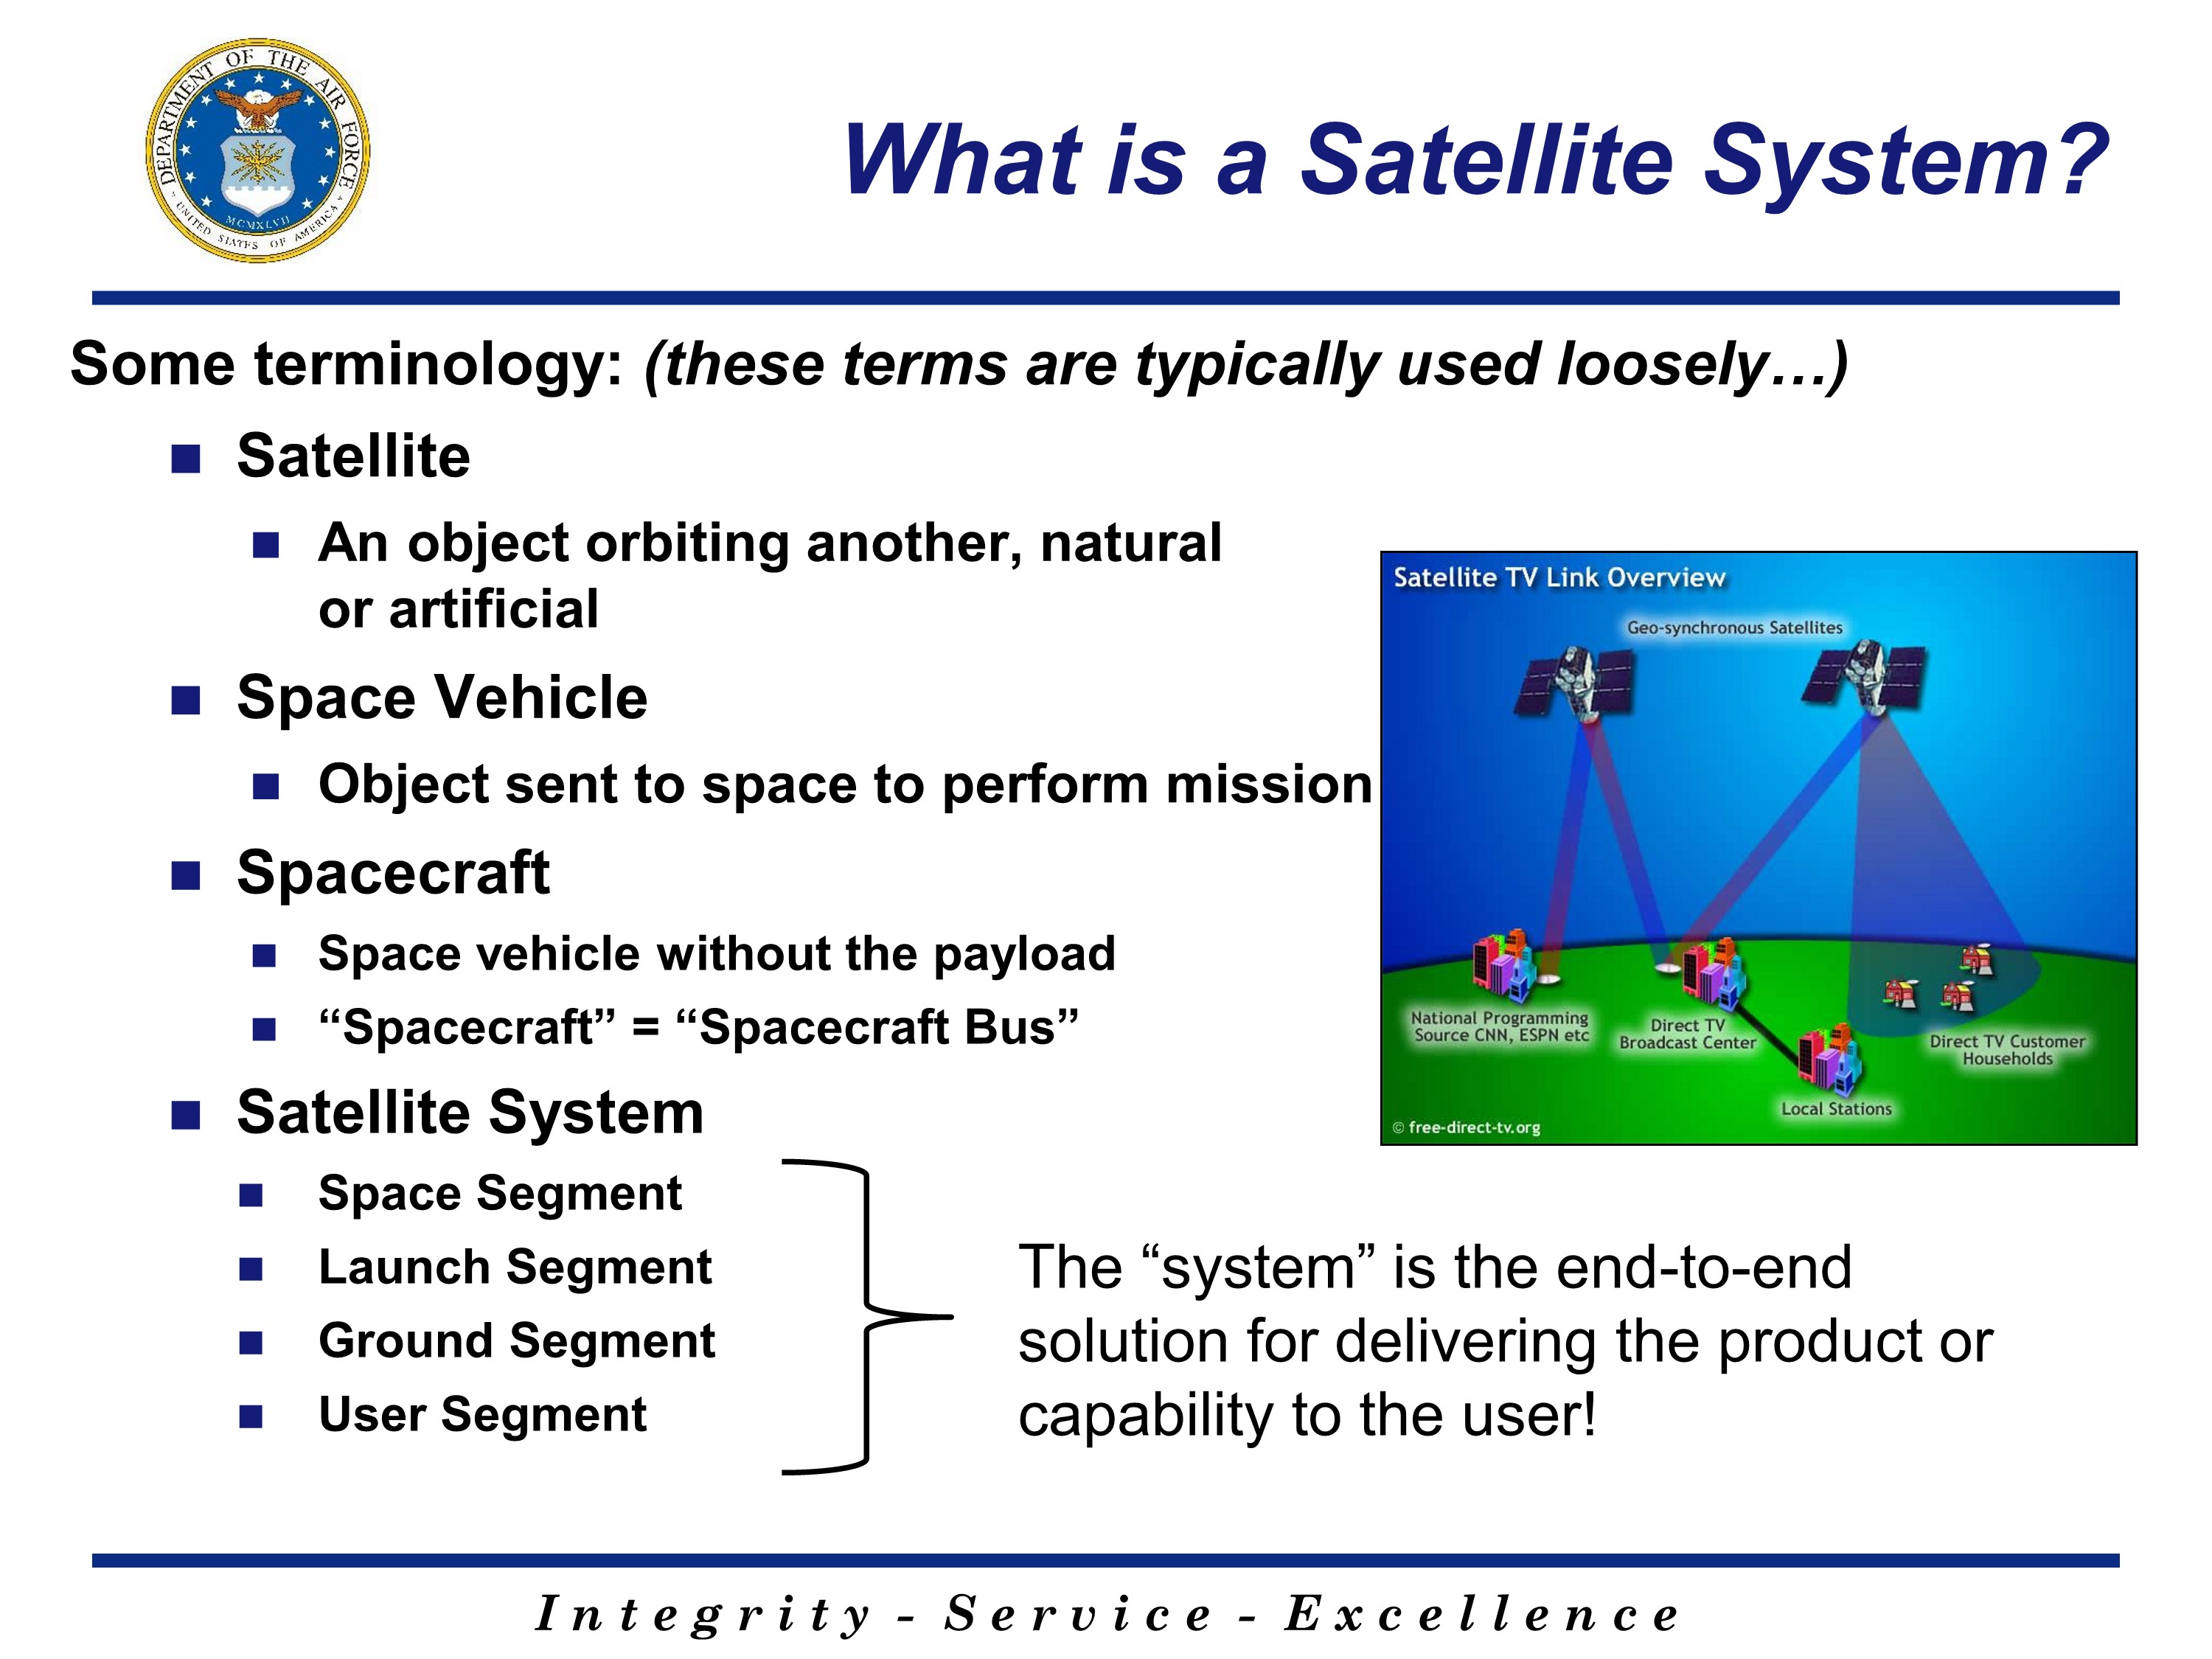 DEPARTMENT OF THE AIR FORCE
MCMXLVII
UNITED STATES OF AMERICA
What is a Satellite System?
Some terminology: (these terms are typically used loosely…)
Satellite
An object orbiting another, natural
or artificial
Space Vehicle
Object sent to space to perform mission
Spacecraft
Space vehicle without the payload
“Spacecraft” = “Spacecraft Bus”
Satellite System
Space Segment
Launch Segment
Ground Segment
User Segment
Satellite TV Link Overview
Geo-synchronous Satellites
National Programming
Source CNN, ESPN etc
Direct TV
Broadcast Center
Direct TV Customer
Households
Local Stations
© free-direct-tv.org
The “system” is the end-to-end
solution for delivering the product or
capability to the user!
Integrity - Service - Excellence